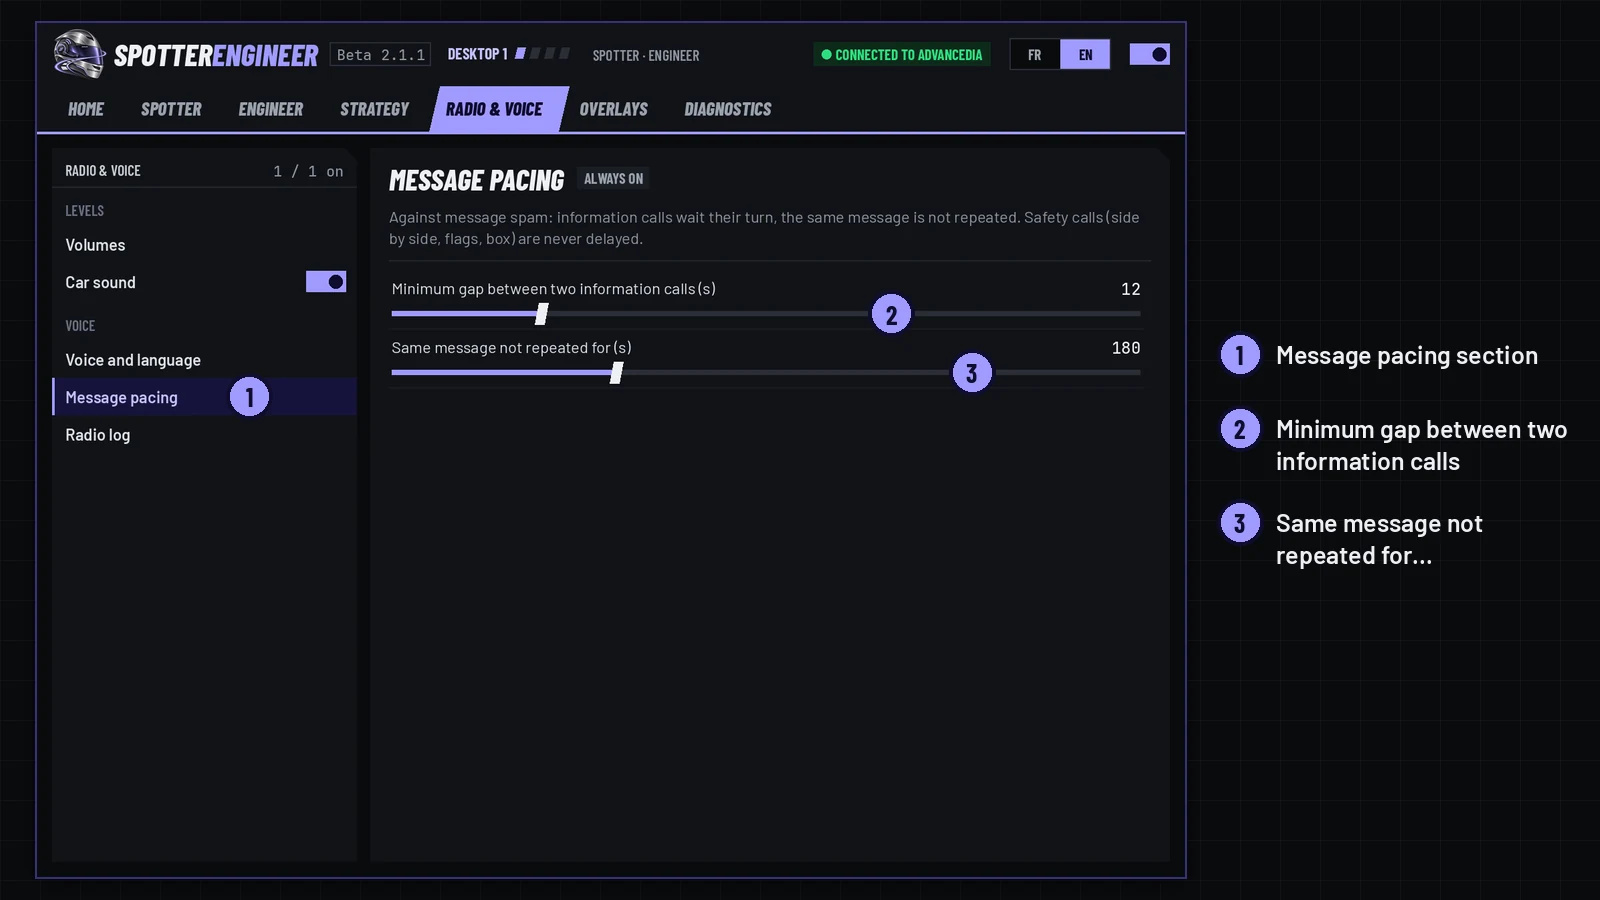 SPOTTERENGINEER Beta 2.1.1 DESKTOP 1 SPOTTER · ENGINEER CONNECTED TO ADVANCEDIA FR EN
HOME SPOTTER ENGINEER STRATEGY RADIO & VOICE OVERLAYS DIAGNOSTICS
RADIO & VOICE 1 / 1 on
LEVELS
Volumes
Car sound
VOICE
Voice and language
Message pacing 1
Radio log
MESSAGE PACING ALWAYS ON
Against message spam: information calls wait their turn, the same message is not repeated. Safety calls (side
by side, flags, box) are never delayed.
Minimum gap between two information calls (s) 12
2
Same message not repeated for (s) 180
3
1 Message pacing section
2 Minimum gap between two
information calls
3 Same message not
repeated for...